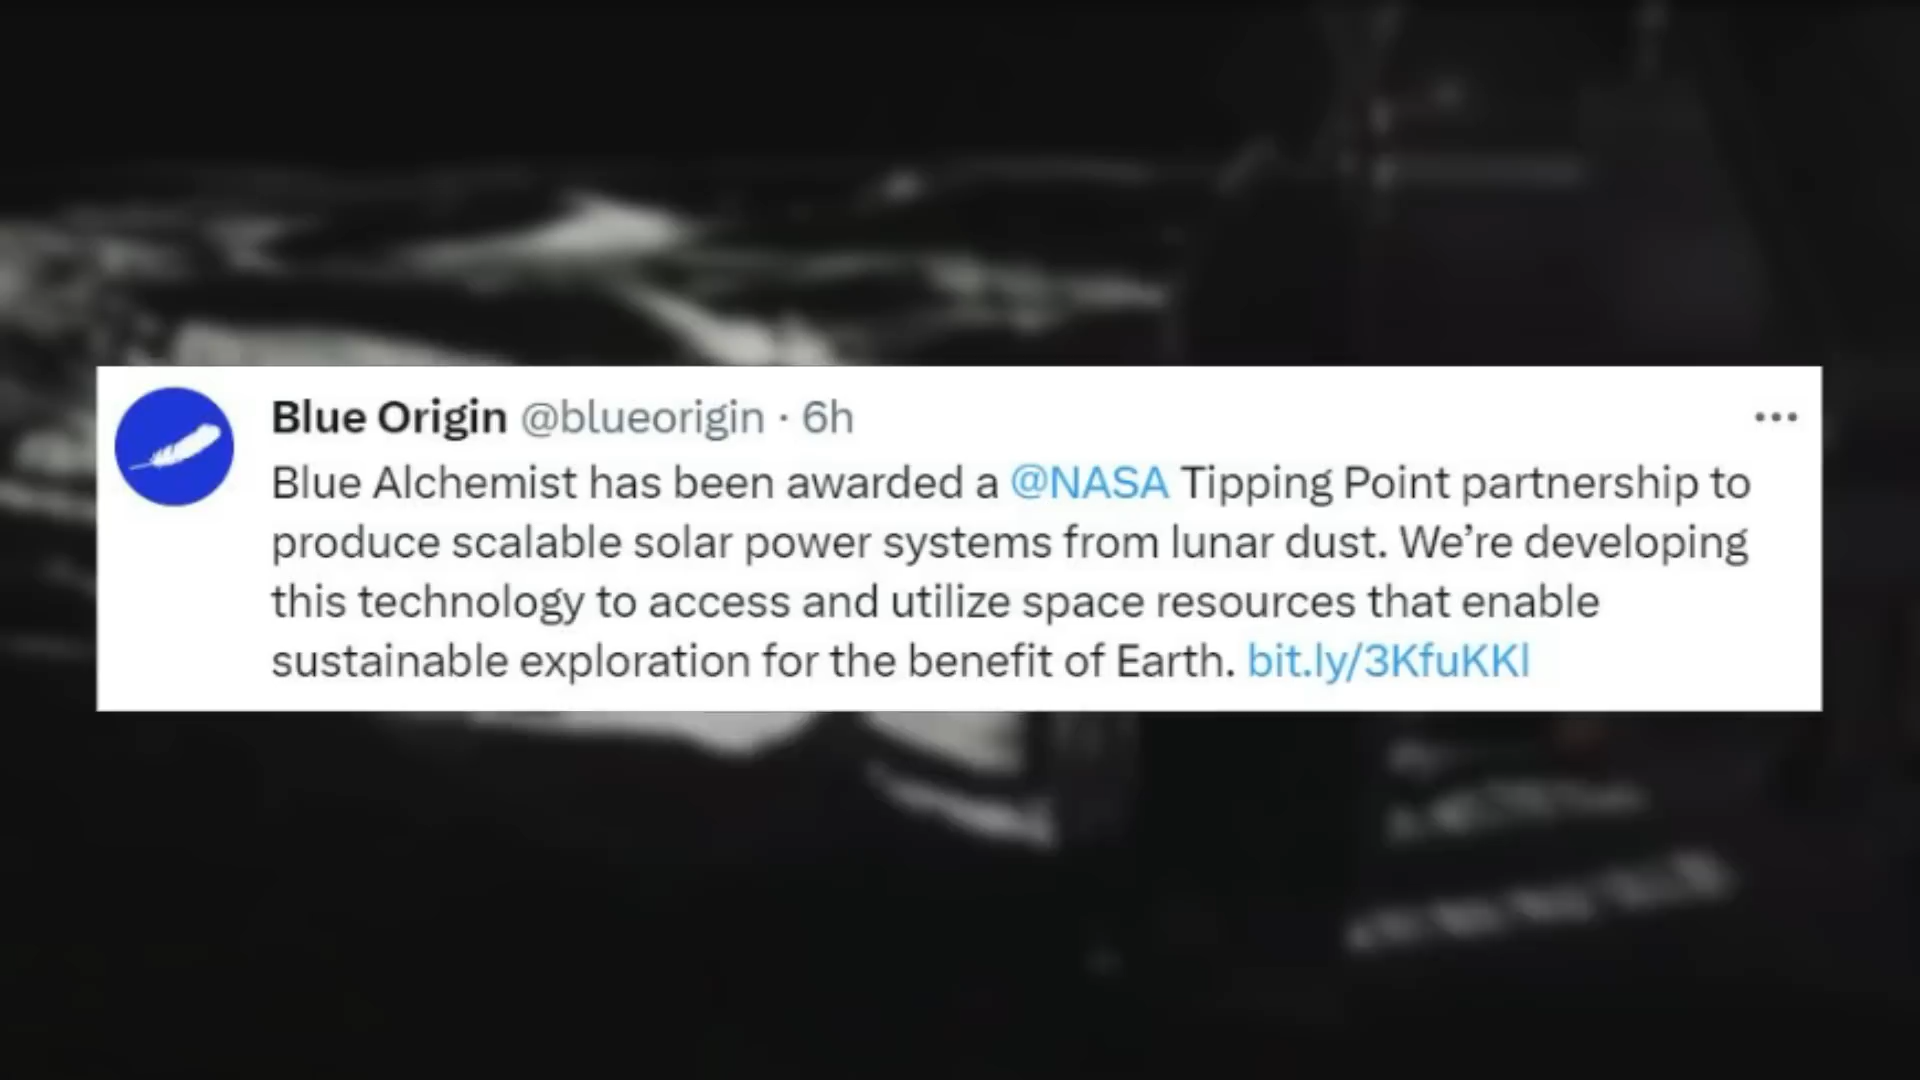 Blue Origin @blueorigin · 6h
Blue Alchemist has been awarded a @NASA Tipping Point partnership to
produce scalable solar power systems from lunar dust. We’re developing
this technology to access and utilize space resources that enable
sustainable exploration for the benefit of Earth. bit.ly/3KfuKKl